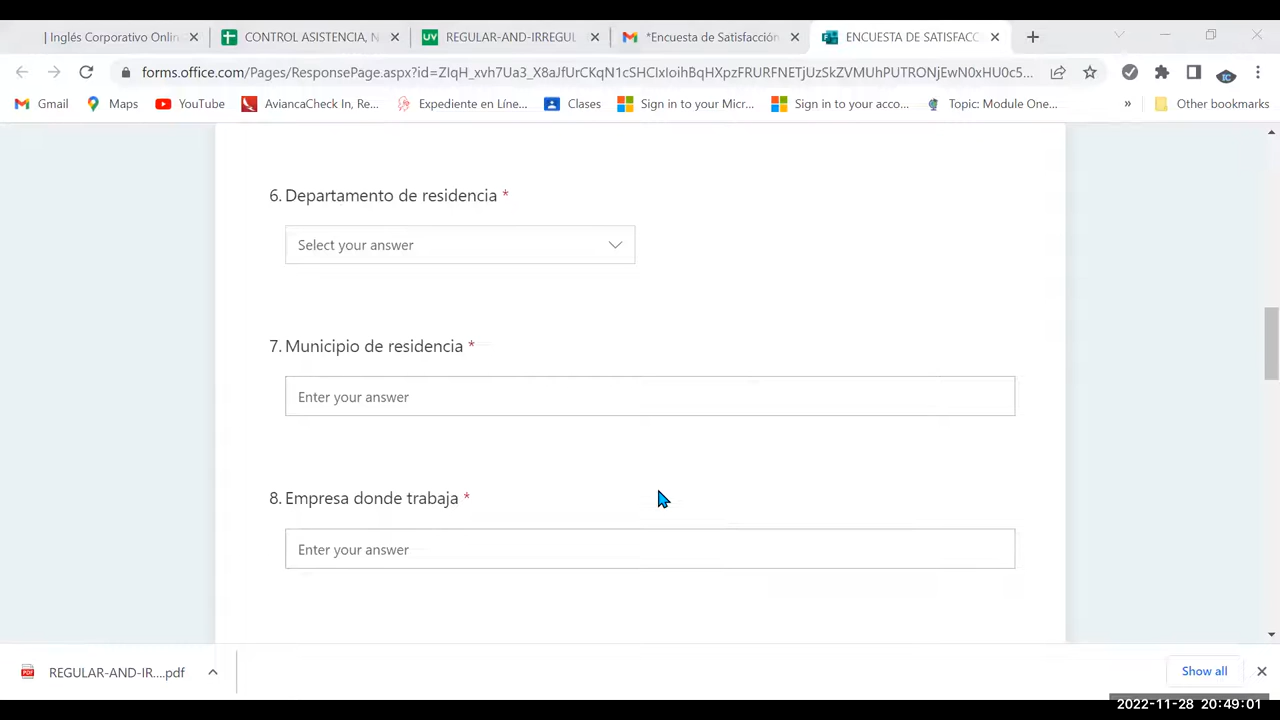 | Inglés Corporativo Onlin
CONTROL ASISTENCIA, N
REGULAR-AND-IRREGUL
*Encuesta de Satisfacción
ENCUESTA DE SATISFACC
forms.office.com/Pages/ResponsePage.aspx?id=ZIqH_xvh7Ua3_X8aJfUrCKqN1cSHClxIoihBqHXpzFRURFNETjUzSkZVMUhPUTRONjEwN0xHU0c5...
Gmail
Maps
YouTube
AviancaCheck In, Re...
Expediente en Líne...
Clases
Sign in to your Micr...
Sign in to your acco...
Topic: Module One...
»
Other bookmarks
6. Departamento de residencia *
Select your answer
7. Municipio de residencia *
Enter your answer
8. Empresa donde trabaja *
Enter your answer
REGULAR-AND-IR....pdf
Show all
2022-11-28 20:49:01